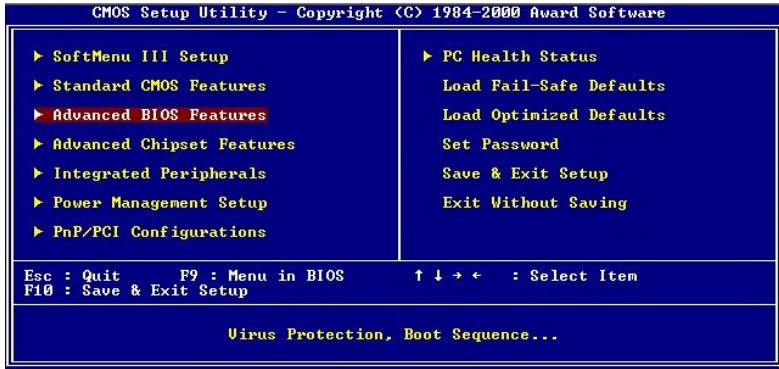 CMOS Setup Utility - Copyright (C) 1984-2000 Award Software
▶ SoftMenu III Setup
▶ Standard CMOS Features
▶ Advanced BIOS Features
▶ Advanced Chipset Features
▶ Integrated Peripherals
▶ Power Management Setup
▶ PnP/PCI Configurations
▶ PC Health Status
Load Fail-Safe Defaults
Load Optimized Defaults
Set Password
Save & Exit Setup
Exit Without Saving
Esc : Quit F9 : Menu in BIOS ↑ ↓ → ← : Select Item
F10 : Save & Exit Setup
Virus Protection, Boot Sequence...